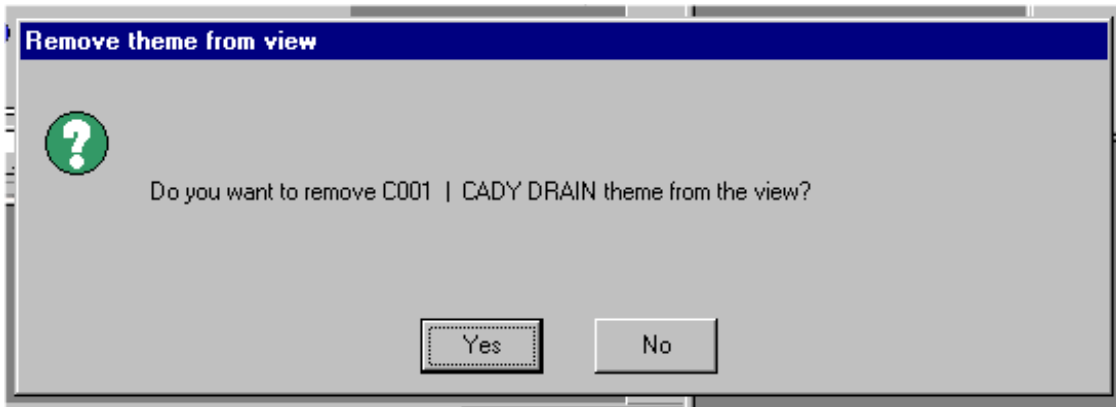 Remove theme from view
Do you want to remove C001 | CADY DRAIN theme from the view?
Yes
No